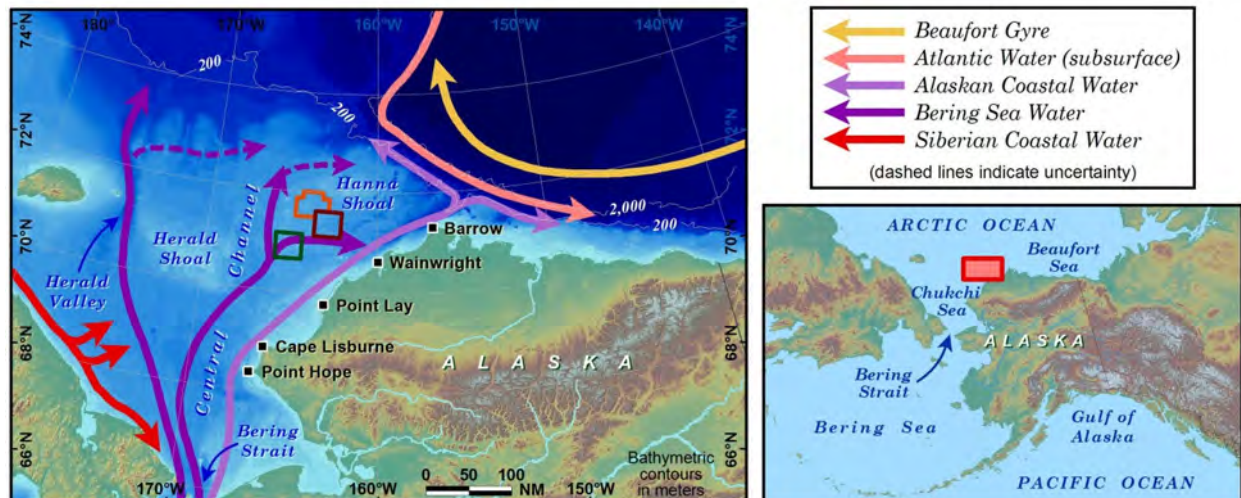 180°
170°W
160°W
150°W
140°W
74°N
74°N
200
200
72°N
72°N
Hanna
Shoal
2,000
200
Channel
Herald
Shoal
Barrow
70°N
70°N
Wainwright
Herald
Valley
Point Lay
68°N
68°N
Central
Cape Lisburne
ALASKA
Point Hope
Bering
Strait
66°N
66°N
Bathymetric
contours
in meters
0 50 100
NM
170°W
160°W
150°W
Beaufort Gyre
Atlantic Water (subsurface)
Alaskan Coastal Water
Bering Sea Water
Siberian Coastal Water
(dashed lines indicate uncertainty)
ARCTIC OCEAN
Beaufort
Sea
Chukchi
Sea
ALASKA
Bering
Strait
Bering Sea
Gulf of
Alaska
PACIFIC OCEAN